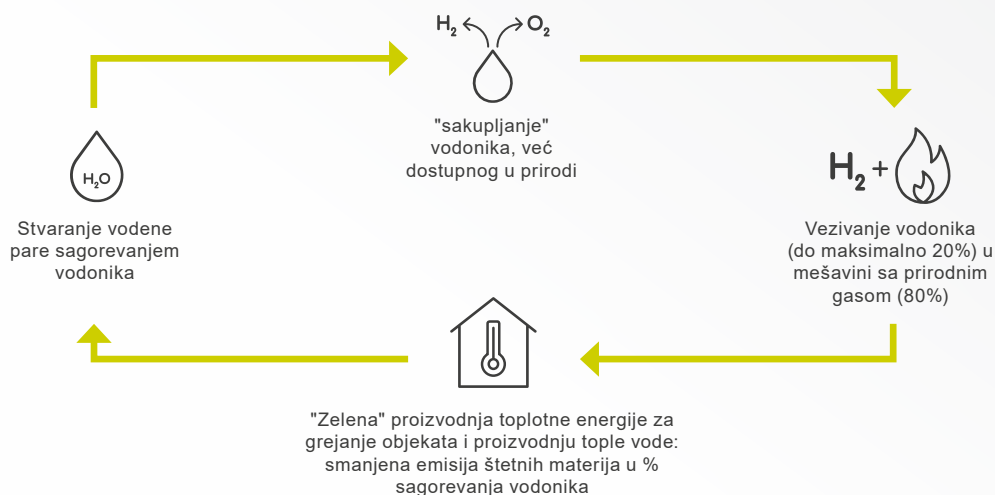 H₂ O₂
"sakupljanje"
vodonika, već
dostupnog u prirodi
H₂O
Stvaranje vodene
pare sagorevanjem
vodonika
H₂ +
Vezivanje vodonika
(do maksimalno 20%) u
mešavini sa prirodnim
gasom (80%)
"Zelena" proizvodnja toplotne energije za
grejanje objekata i proizvodnju tople vode:
smanjena emisija štetnih materija u %
sagorevanja vodonika